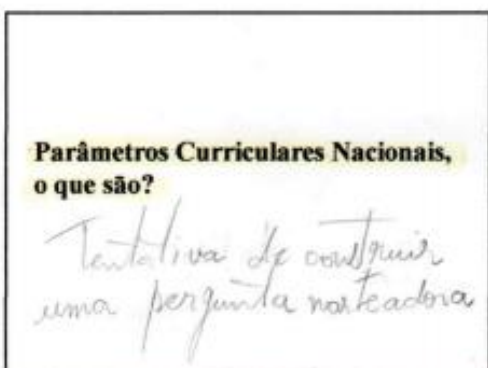 Parâmetros Curriculares Nacionais,
o que são?
Tentativa de construir
uma pergunta norteadora